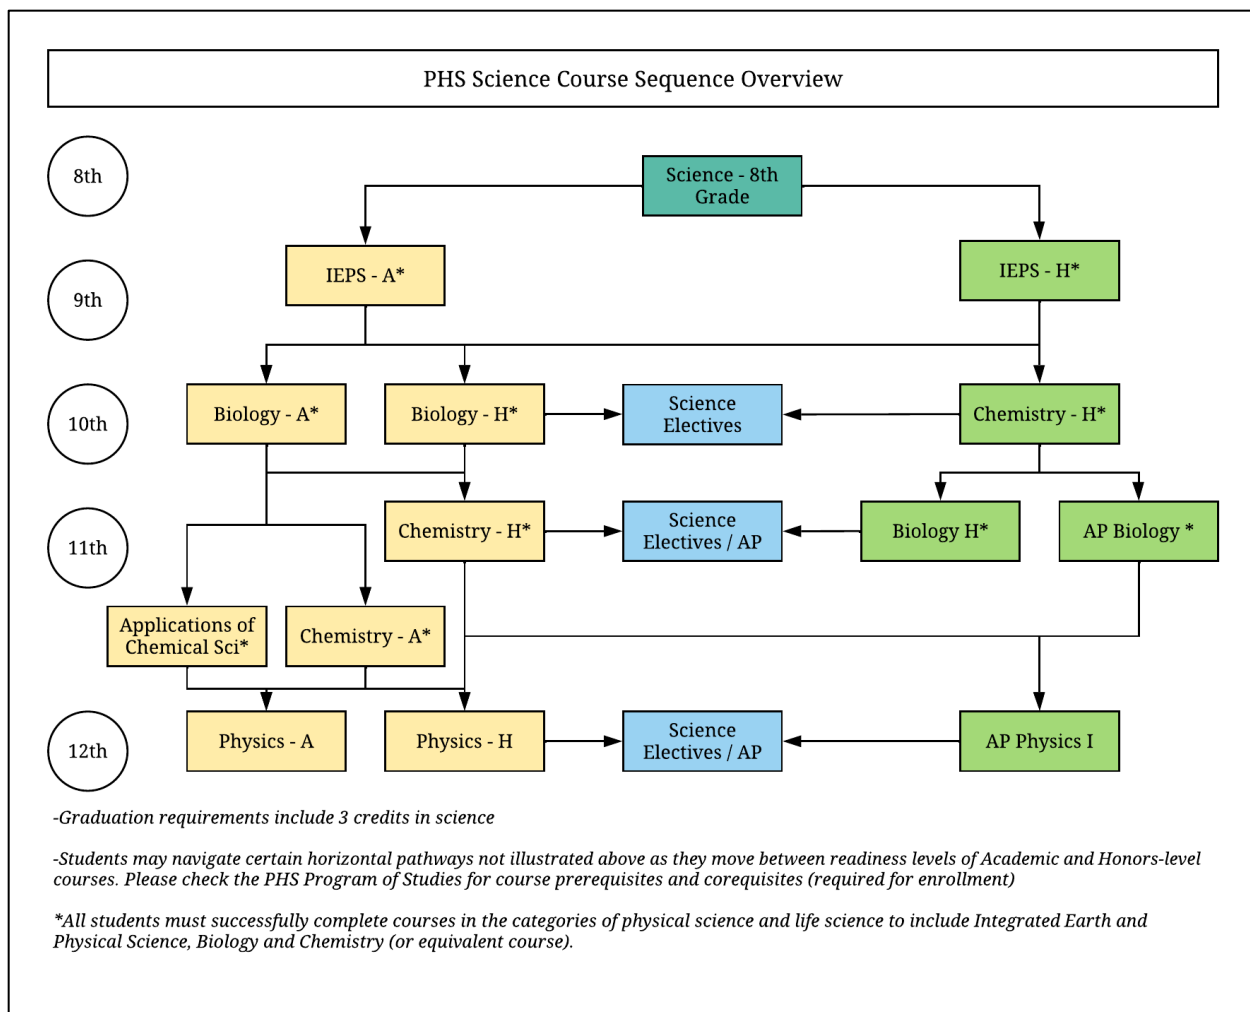 PHS Science Course Sequence Overview
8th
Science - 8th
Grade
9th
IEPS - A*
IEPS - H*
10th
Biology - A*
Biology - H*
Science
Electives
Chemistry - H*
11th
Chemistry - H*
Science
Electives / AP
Biology H*
AP Biology *
Applications of
Chemical Sci*
Chemistry - A*
12th
Physics - A
Physics - H
Science
Electives / AP
AP Physics I
-Graduation requirements include 3 credits in science
-Students may navigate certain horizontal pathways not illustrated above as they move between readiness levels of Academic and Honors-level
courses. Please check the PHS Program of Studies for course prerequisites and corequisites (required for enrollment)
*All students must successfully complete courses in the categories of physical science and life science to include Integrated Earth and
Physical Science, Biology and Chemistry (or equivalent course).